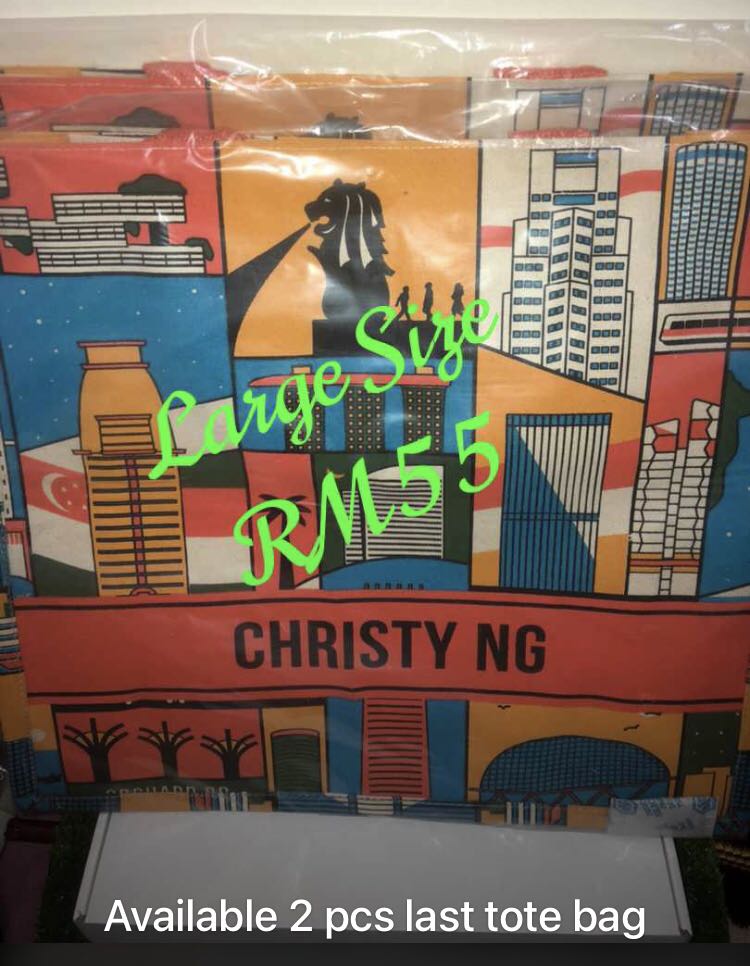 Large Size
RM55
CHRISTY NG
Available 2 pcs last tote bag